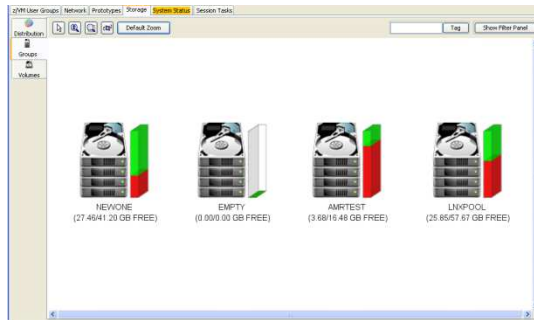 z/VM User Groups Network Prototypes Storage System Status Session Tasks
Distribution
Groups
Volumes
Default Zoom
Tag
Show Filter Panel
NEWONE
(27.46/41.20 GB FREE)
EMPTY
(0.00/0.00 GB FREE)
AMRTEST
(3.68/16.48 GB FREE)
LNXPOOL
(25.85/57.67 GB FREE)